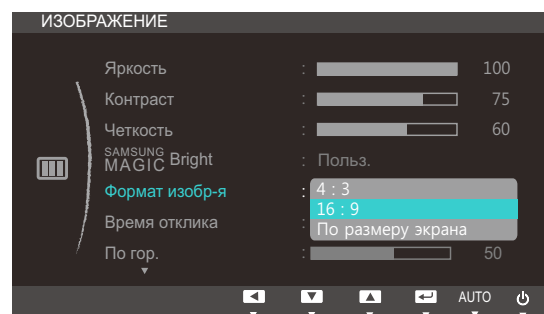 ИЗОБРАЖЕНИЕ
Яркость : 100
Контраст : 75
Четкость : 60
SAMSUNG MAGIC Bright : Польз.
Формат изобр-я : 4 : 3
16 : 9
Время отклика : По размеру экрана
По гор. : 50
AUTO